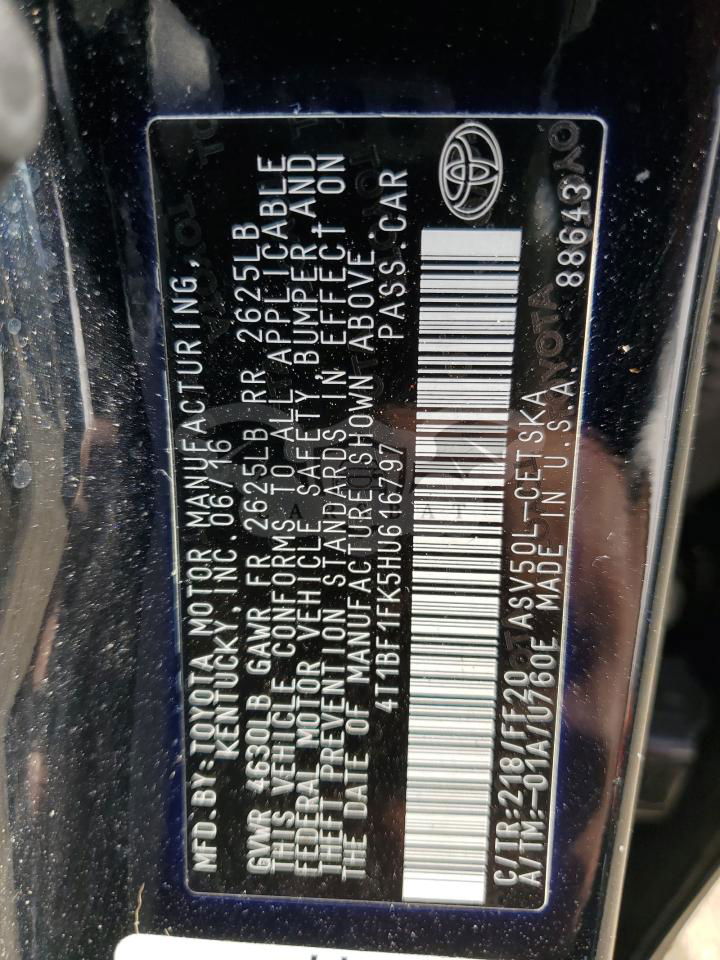 MFD.BY:TOYOTA MOTOR MANUFACTURING,
KENTUCKY, INC. 06/16
GVWR 4630LB GAWR FR 2625LB RR 2625LB
THIS VEHICLE CONFORMS TO ALL APPLICABLE
FEDERAL MOTOR VEHICLE SAFETY, BUMPER, AND
THEFT PREVENTION STANDARDS IN EFFECT ON
THE DATE OF MANUFACTURE SHOWN ABOVE.
4T1BF1FK5HU616797 PASS.CAR
C/TR:218/FF20 ASV50L-CETSKA
A/TM:-01A/U760E MADE IN U.S.A. 88643